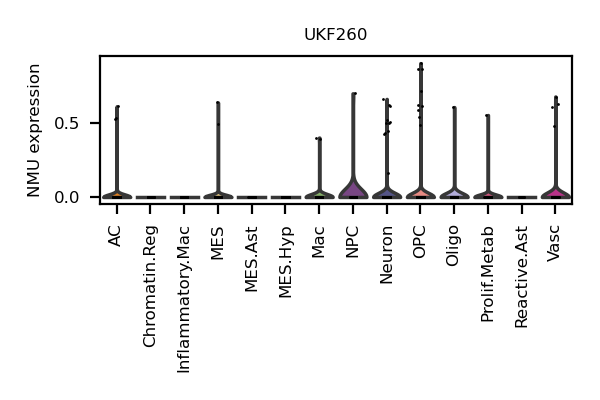 UKF260
NMU expression
0.5
0.0
AC
Chromatin.Reg
Inflammatory.Mac
MES
MES.Ast
MES.Hyp
Mac
NPC
Neuron
OPC
Oligo
Prolif.Metab
Reactive.Ast
Vasc